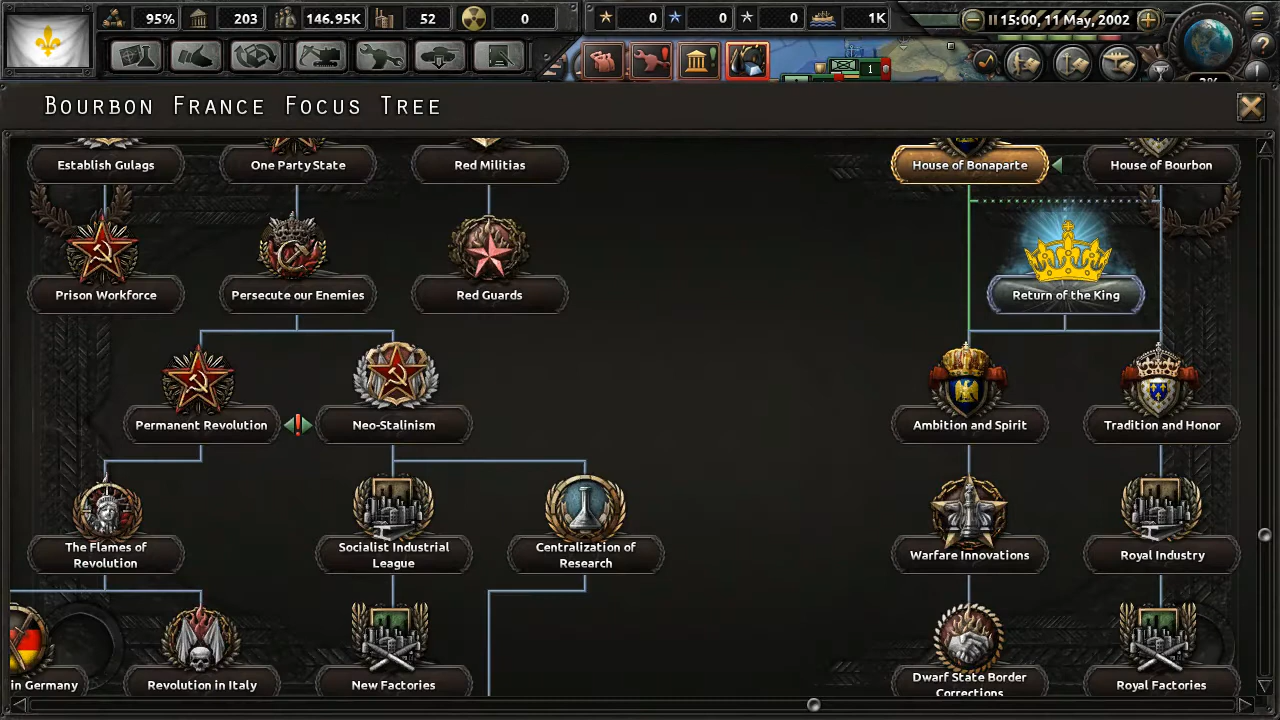 95%
203
146.95K
52
0
0
0
0
1K
15:00, 11 May, 2002
1
Bourbon France Focus Tree
Establish Gulags
One Party State
Red Militias
House of Bonaparte
House of Bourbon
Prison Workforce
Persecute our Enemies
Red Guards
Return of the King
Permanent Revolution
Neo-Stalinism
Ambition and Spirit
Tradition and Honor
The Flames of
Revolution
Socialist Industrial
League
Centralization of
Research
Warfare Innovations
Royal Industry
in Germany
Revolution in Italy
New Factories
Dwarf State Border
Corrections
Royal Factories